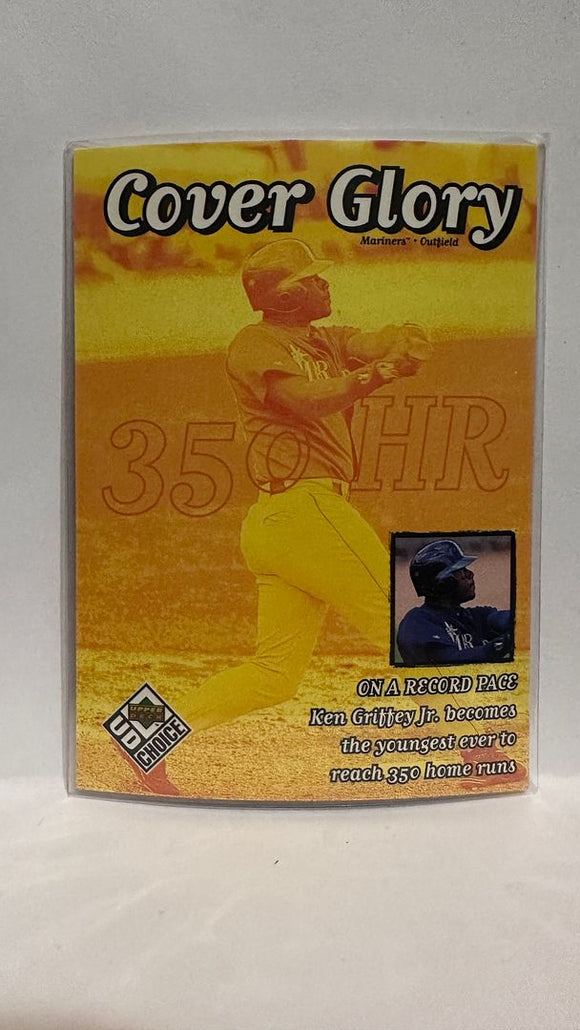 Cover Glory
Mariners™ • Outfield
350 HR
ON A RECORD PACE
Ken Griffey Jr. becomes
the youngest ever to
reach 350 home runs
UD
UPPER
DECK
CHOICE